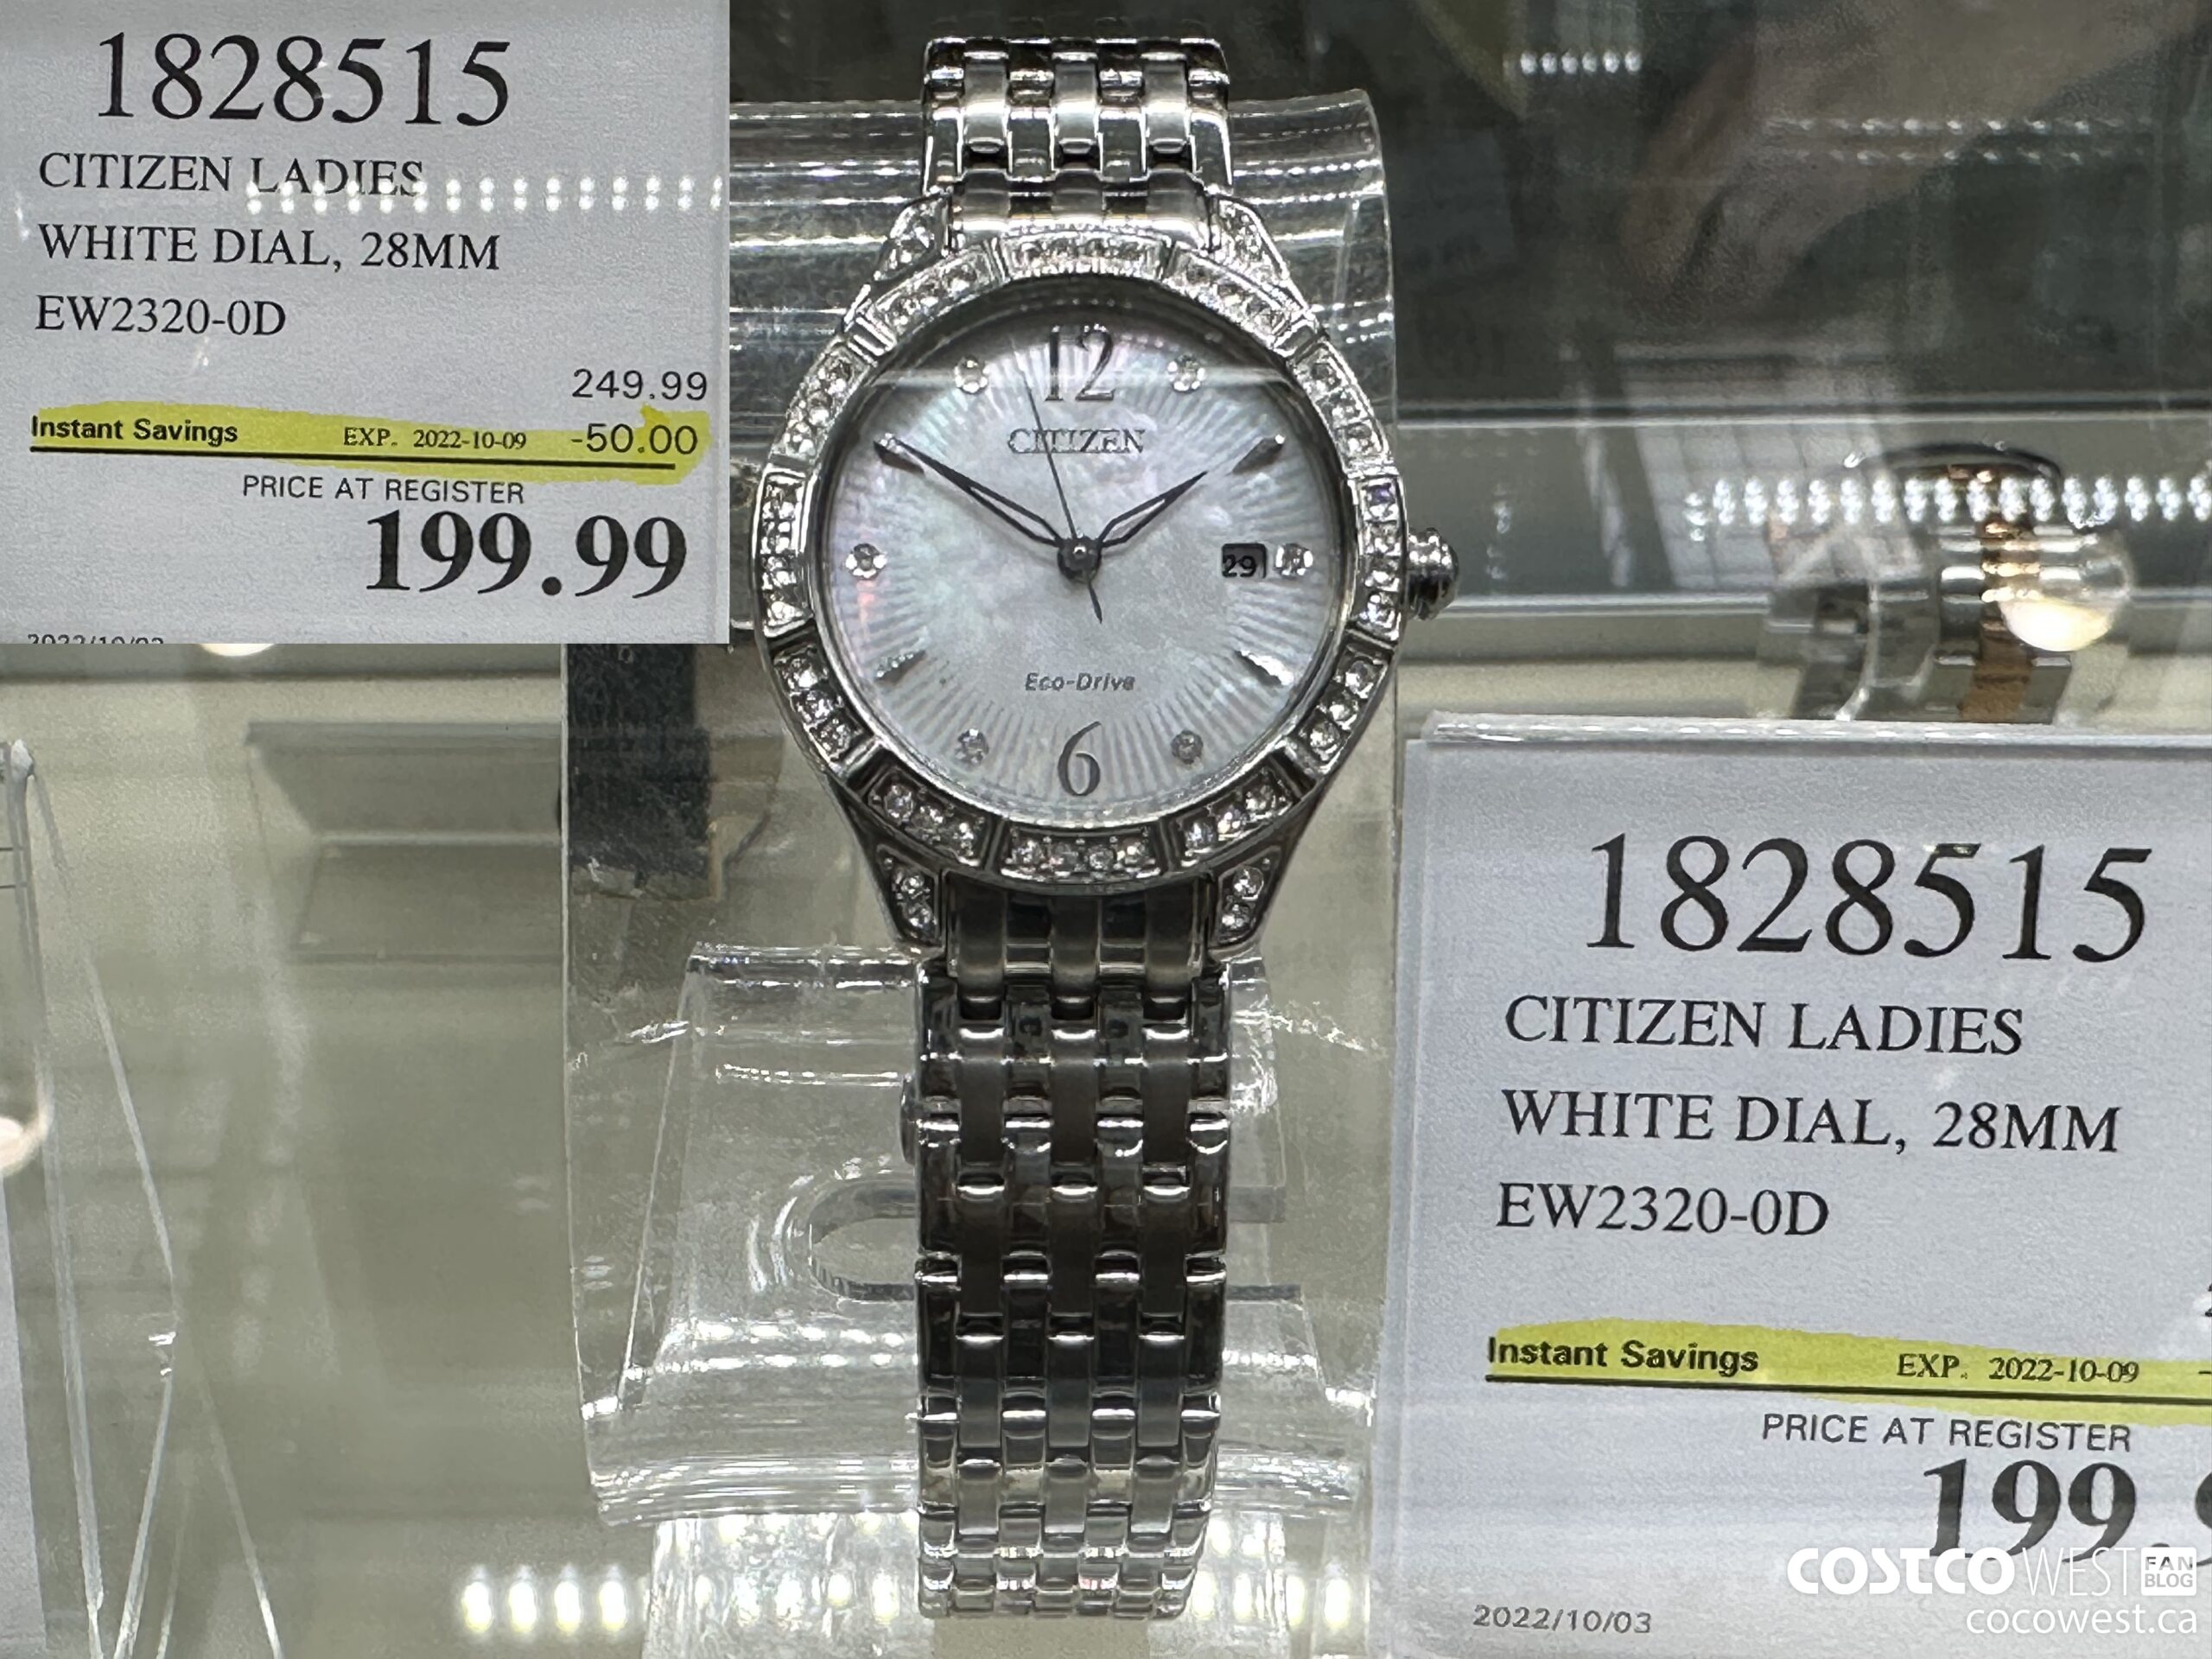 1828515
CITIZEN LADIES
WHITE DIAL, 28MM
EW2320-0D
249.99
Instant Savings EXP. 2022-10-09 -50.00
PRICE AT REGISTER
199.99
12
CITIZEN
29
Eco-Drive
6
1828515
CITIZEN LADIES
WHITE DIAL, 28MM
EW2320-0D
Instant Savings EXP. 2022-10-09 -
PRICE AT REGISTER
199.
COSTCO WEST FAN BLOG
2022/10/03
cocowest.ca